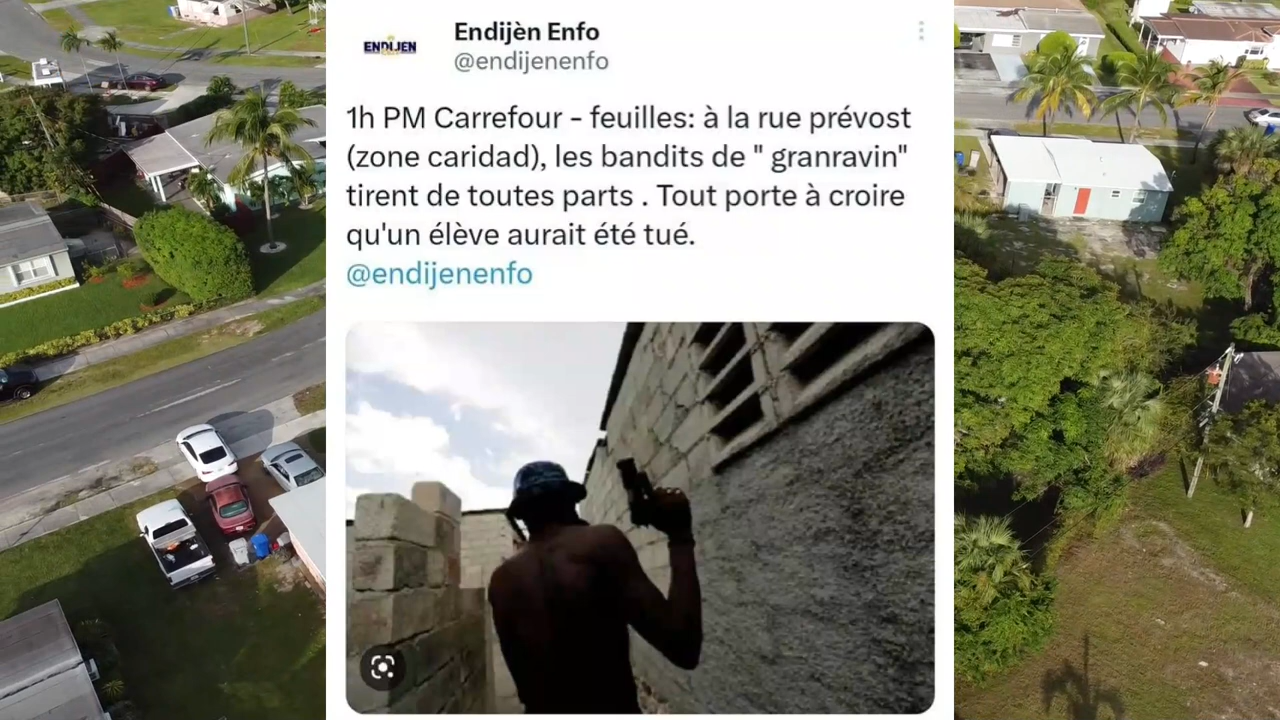 ENDIJEN
Endijèn Enfo
@endijenenfo
1h PM Carrefour - feuilles: à la rue prévost
(zone caridad), les bandits de " granravin"
tirent de toutes parts . Tout porte à croire
qu'un élève aurait été tué.
@endijenenfo